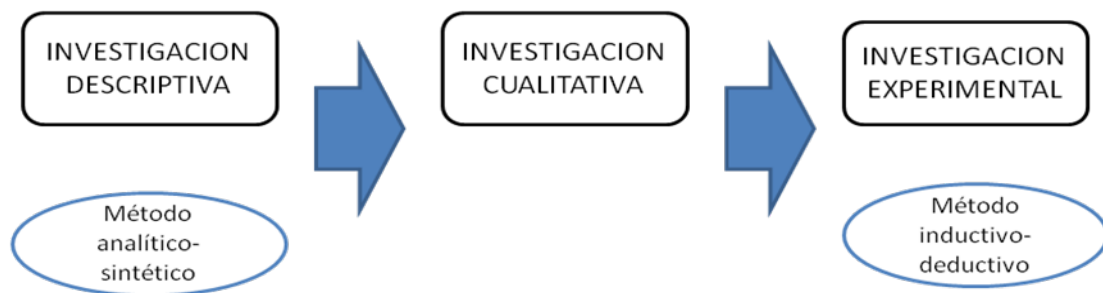 INVESTIGACION
DESCRIPTIVA
INVESTIGACION
CUALITATIVA
INVESTIGACION
EXPERIMENTAL
Método
analítico-
sintético
Método
inductivo-
deductivo